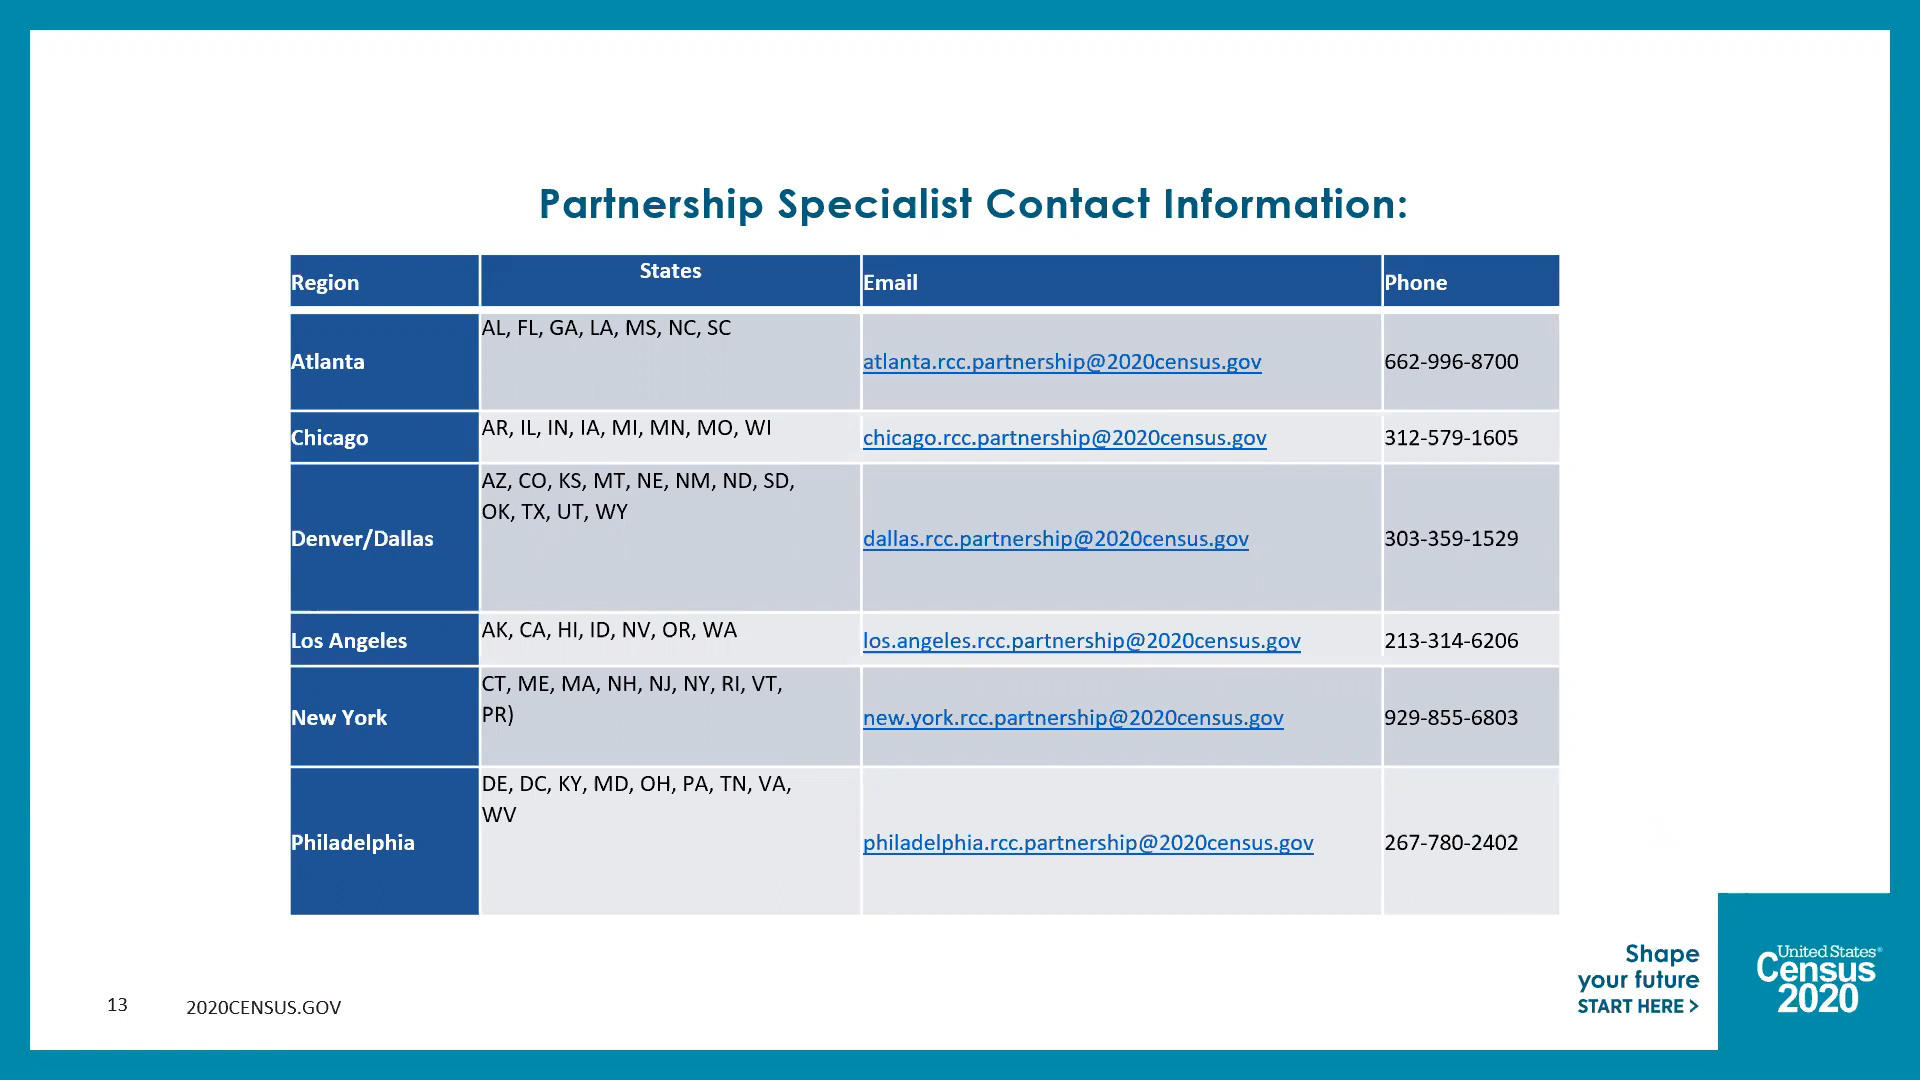 Partnership Specialist Contact Information:
Region States Email Phone
Atlanta AL, FL, GA, LA, MS, NC, SC atlanta.rcc.partnership@2020census.gov 662-996-8700
Chicago AR, IL, IN, IA, MI, MN, MO, WI chicago.rcc.partnership@2020census.gov 312-579-1605
Denver/Dallas AZ, CO, KS, MT, NE, NM, ND, SD,
OK, TX, UT, WY dallas.rcc.partnership@2020census.gov 303-359-1529
Los Angeles AK, CA, HI, ID, NV, OR, WA los.angeles.rcc.partnership@2020census.gov 213-314-6206
New York CT, ME, MA, NH, NJ, NY, RI, VT,
PR) new.york.rcc.partnership@2020census.gov 929-855-6803
Philadelphia DE, DC, KY, MD, OH, PA, TN, VA,
WV philadelphia.rcc.partnership@2020census.gov 267-780-2402
13 2020CENSUS.GOV
Shape
your future
START HERE >
United States®
Census
2020